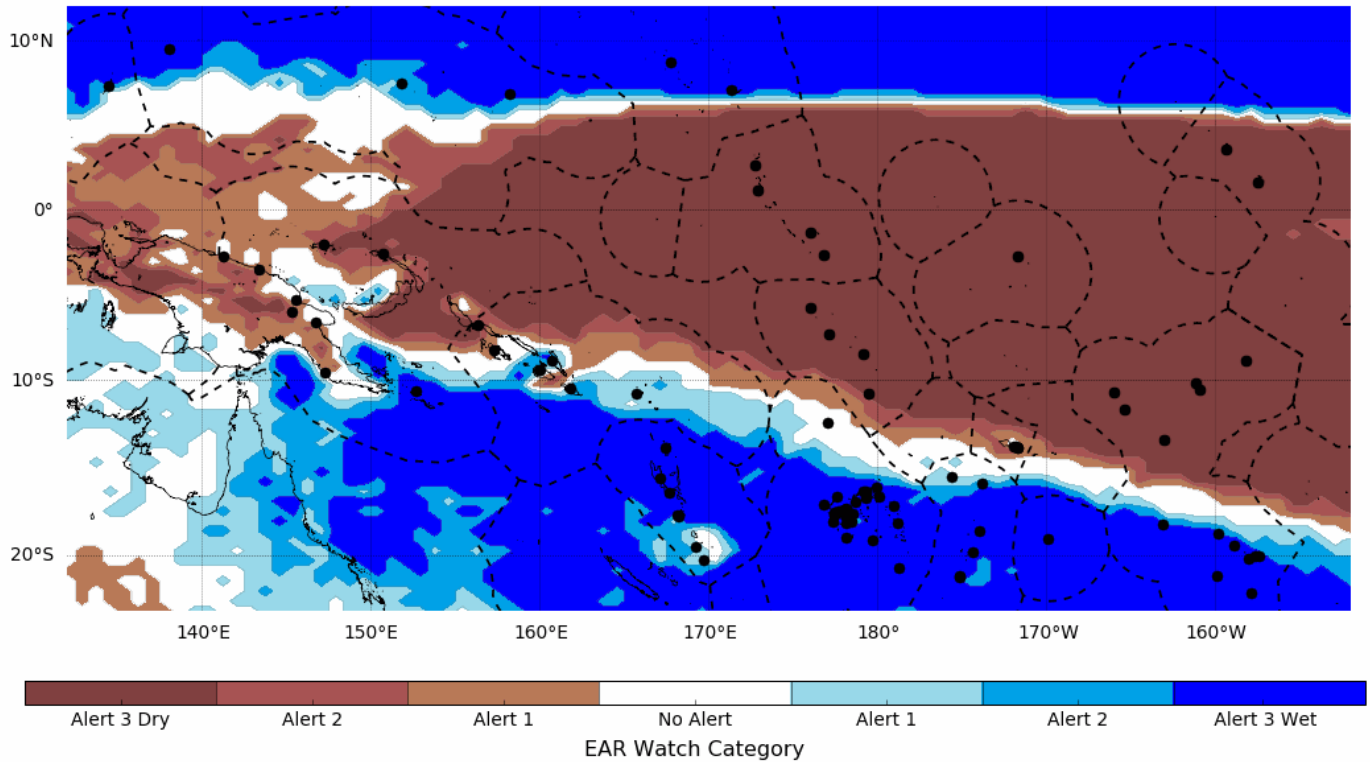 10°N
0°
10°S
20°S
140°E 150°E 160°E 170°E 180° 170°W 160°W
Alert 3 Dry Alert 2 Alert 1 No Alert Alert 1 Alert 2 Alert 3 Wet
EAR Watch Category